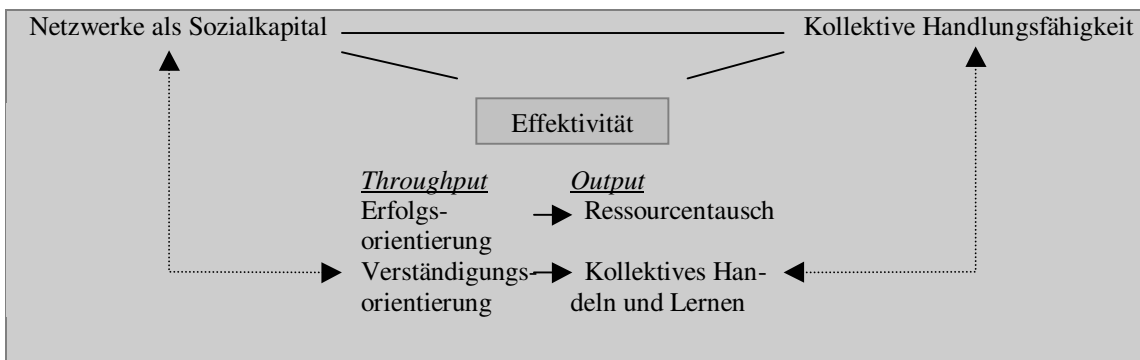 Netzwerke als Sozialkapital Kollektive Handlungsfähigkeit
Effektivität
Throughput Output
Erfolgs- Ressourcentausch
orientierung
Verständigungs- Kollektives Han-
orientierung deln und Lernen